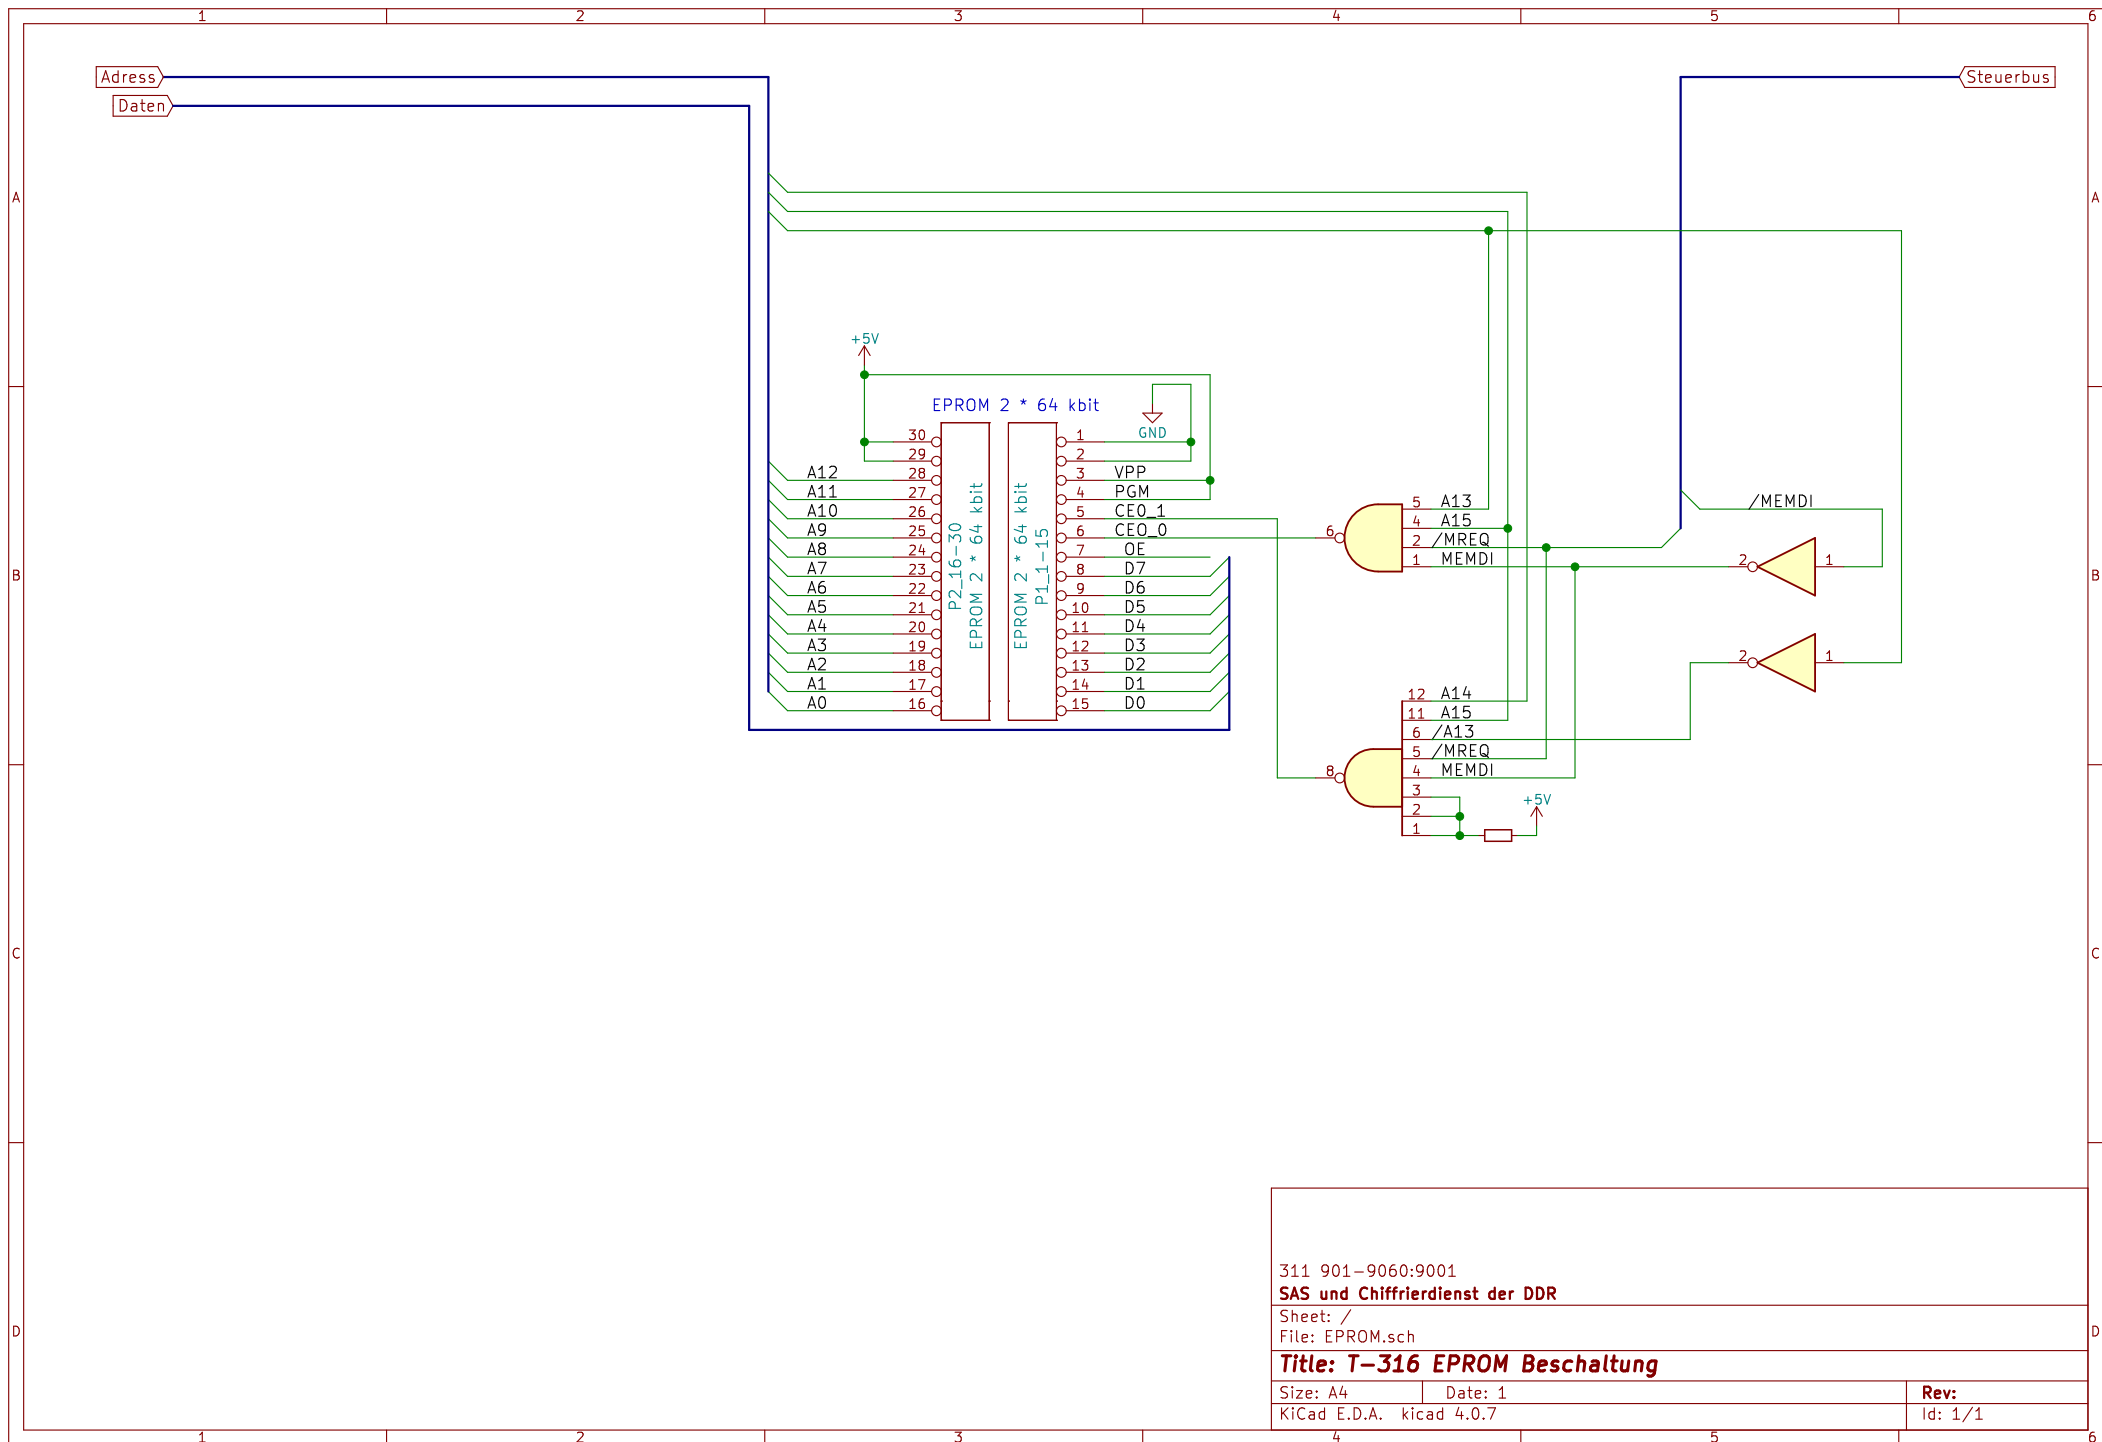 1 2 3 4 5 6
Adress
Steuerbus
Daten
A A
+5V
EPROM 2 * 64 kbit
GND
30 1
29 2
A12 28 3 VPP
A11 27 4 PGM
A10 26 5 CEO_1
A9 25 6 CEO_0
A8 24 7 OE
A7 23 8 D7
A6 22 9 D6
A5 21 10 D5
A4 20 11 D4
A3 19 12 D3
A2 18 13 D2
A1 17 14 D1
A0 16 15 D0
P2_16-30
EPROM 2 * 64 kbit
EPROM 2 * 64 kbit
P1_1-15
5 A13
4 A15
6
2 /MREQ
1 MEMDI
/MEMDI
2 1
B B
2 1
12 A14
11 A15
6 /A13
5 /MREQ
8
4 MEMDI
3
2
1
+5V
C C
311 901-9060:9001
SAS und Chiffrierdienst der DDR
Sheet: /
File: EPROM.sch
D D
Title: T-316 EPROM Beschaltung
Size: A4 Date: 1 Rev:
KiCad E.D.A. kicad 4.0.7 Id: 1/1
1 2 3 4 5 6